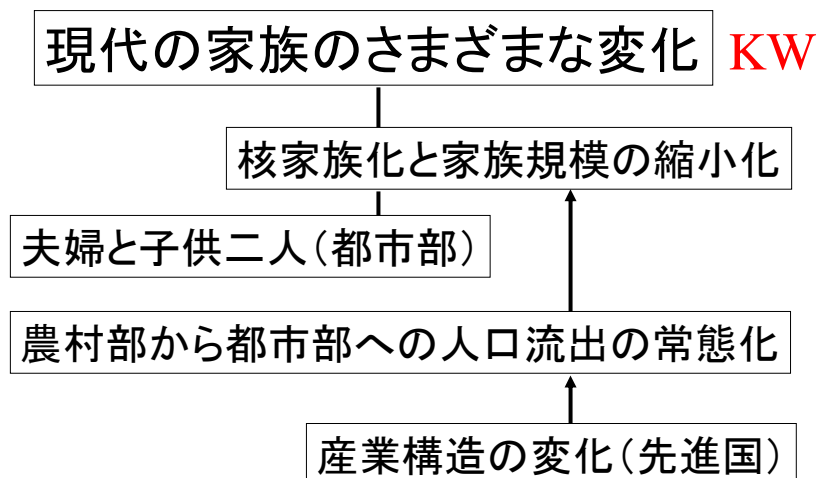 現代の家族のさまざまな変化 KW
核家族化と家族規模の縮小化
夫婦と子供二人(都市部)
農村部から都市部への人口流出の常態化
産業構造の変化(先進国)